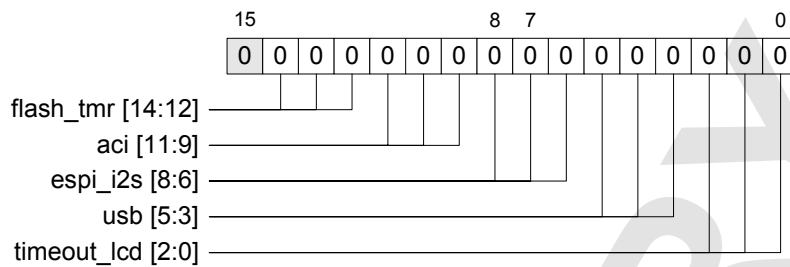 15 8 7 0
0 0 0 0 0 0 0 0 0 0 0 0 0 0 0 0
flash_tmr [14:12]
aci [11:9]
espi_i2s [8:6]
usb [5:3]
timeout_lcd [2:0]